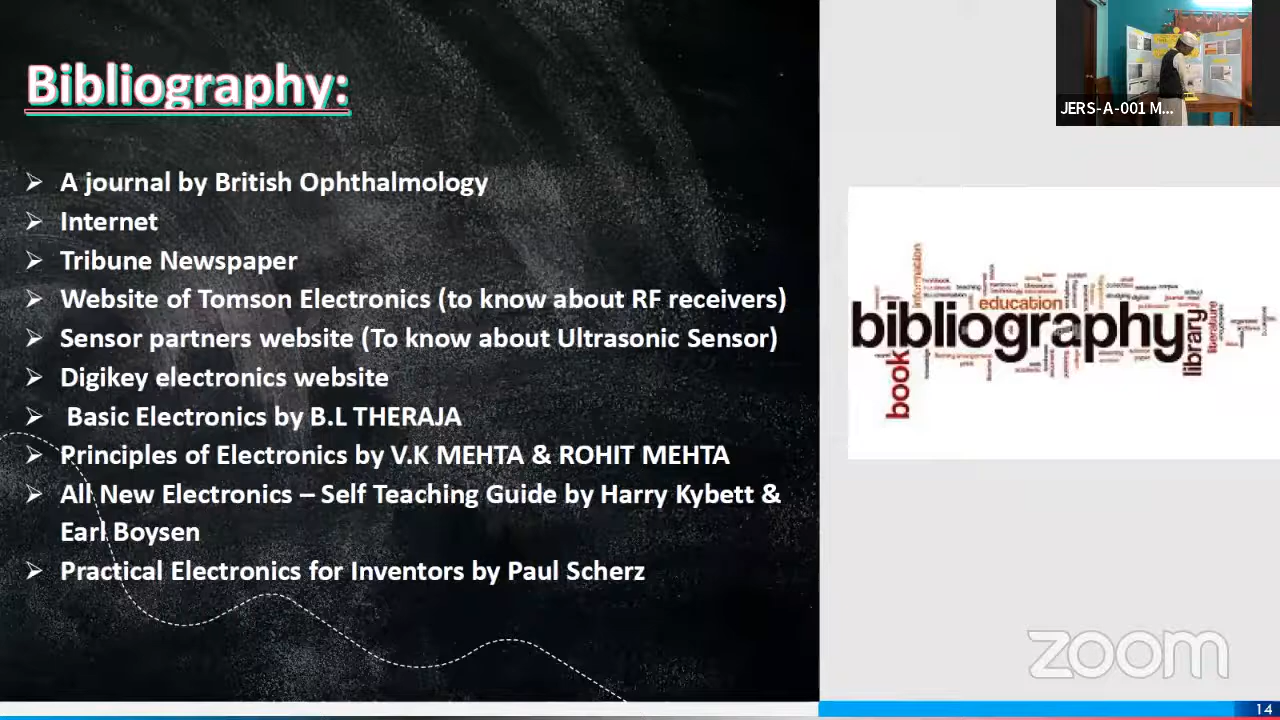 JERS-A-001 M...
Bibliography:
A journal by British Ophthalmology
Internet
Tribune Newspaper
Website of Tomson Electronics (to know about RF receivers)
Sensor partners website (To know about Ultrasonic Sensor)
Digikey electronics website
Basic Electronics by B.L THERAJA
Principles of Electronics by V.K MEHTA & ROHIT MEHTA
All New Electronics – Self Teaching Guide by Harry Kybett &
Earl Boysen
Practical Electronics for Inventors by Paul Scherz
information
education
bibliography
library
literature
book
zoom
14